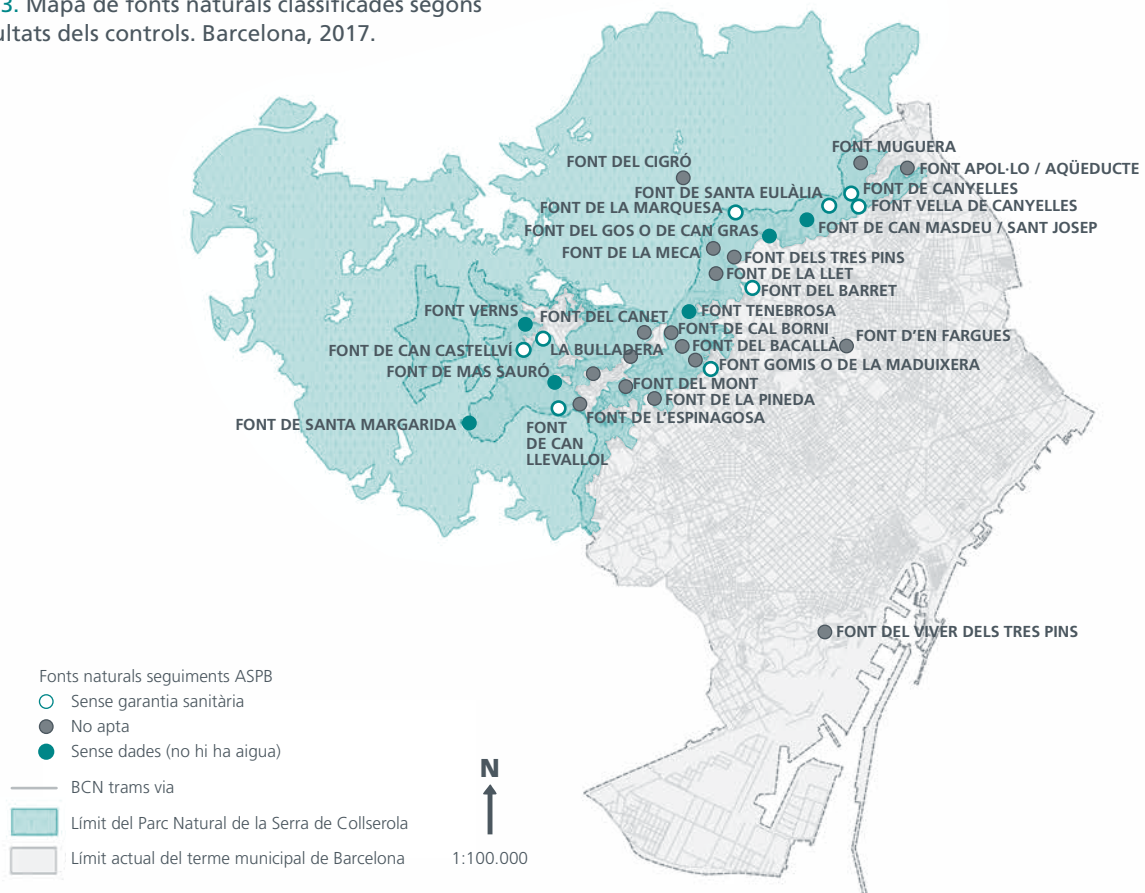 3. Mapa de fonts naturals classificades segons
ultats dels controls. Barcelona, 2017.
FONT MUGUERA
FONT DEL CIGRÓ
FONT APOL·LO / AQÜEDUCTE
FONT DE SANTA EULÀLIA
FONT DE CANYELLES
FONT DE LA MARQUESA
FONT VELLA DE CANYELLES
FONT DEL GOS O DE CAN GRAS
FONT DE CAN MASDEU / SANT JOSEP
FONT DE LA MECA
FONT DELS TRES PINS
FONT DE LA LLET
FONT DEL BARRET
FONT VERNS
FONT DEL CANET
FONT TENEBROSA
FONT DE CAL BORNI
FONT D'EN FARGUES
FONT DE CAN CASTELLVÍ
LA BULLADERA
FONT DEL BACALLÀ
FONT GOMIS O DE LA MADUIXERA
FONT DE MAS SAURÓ
FONT DEL MONT
FONT DE LA PINEDA
FONT DE L'ESPINAGOSA
FONT DE SANTA MARGARIDA
FONT
DE CAN
LLEVALLOL
FONT DEL VIVER DELS TRES PINS
Fonts naturals seguiments ASPB
Sense garantia sanitària
No apta
Sense dades (no hi ha aigua)
BCN trams via
Límit del Parc Natural de la Serra de Collserola
Límit actual del terme municipal de Barcelona
N
1:100.000